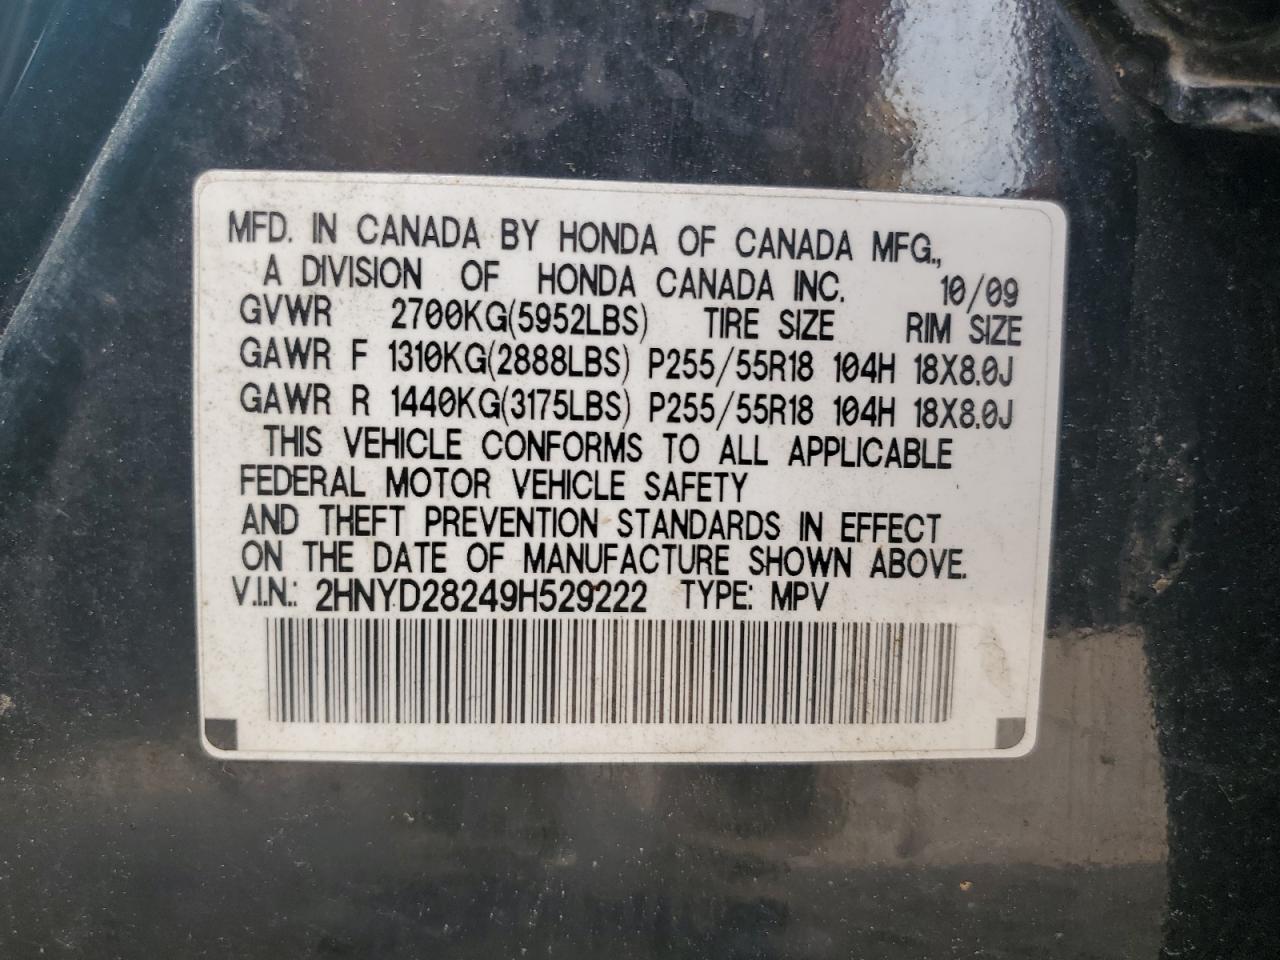 MFD. IN CANADA BY HONDA OF CANADA MFG.,
A DIVISION OF HONDA CANADA INC. 10/09
GVWR 2700KG(5952LBS) TIRE SIZE RIM SIZE
GAWR F 1310KG(2888LBS) P255/55R18 104H 18X8.0J
GAWR R 1440KG(3175LBS) P255/55R18 104H 18X8.0J
THIS VEHICLE CONFORMS TO ALL APPLICABLE
FEDERAL MOTOR VEHICLE SAFETY
AND THEFT PREVENTION STANDARDS IN EFFECT
ON THE DATE OF MANUFACTURE SHOWN ABOVE.
V.I.N.: 2HNYD28249H529222 TYPE: MPV